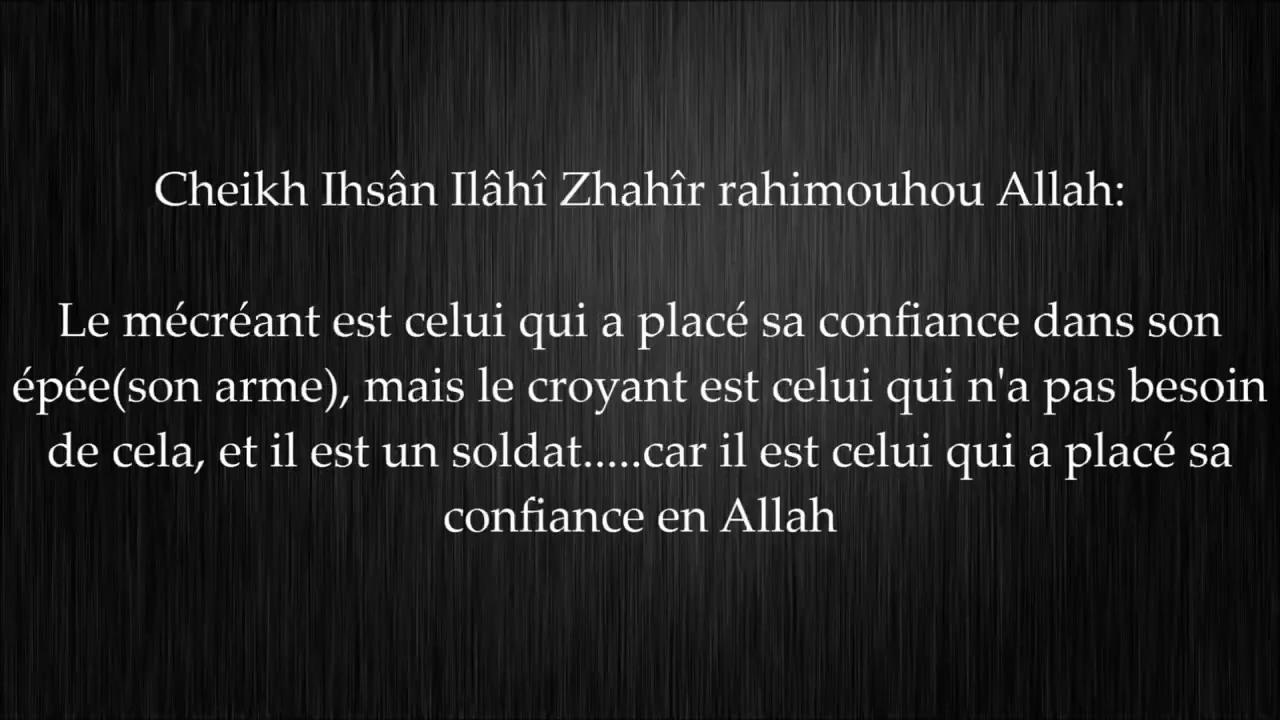 Cheikh Ihsân Ilâhî Zhahîr rahimouhou Allah:
Le mécréant est celui qui a placé sa confiance dans son
épée(son arme), mais le croyant est celui qui n'a pas besoin
de cela, et il est un soldat.....car il est celui qui a placé sa
confiance en Allah